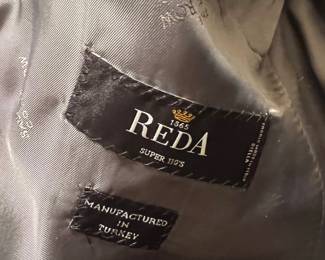 1865
REDA
SUPER 110'S
MANUFACTURED
IN
TURKEY